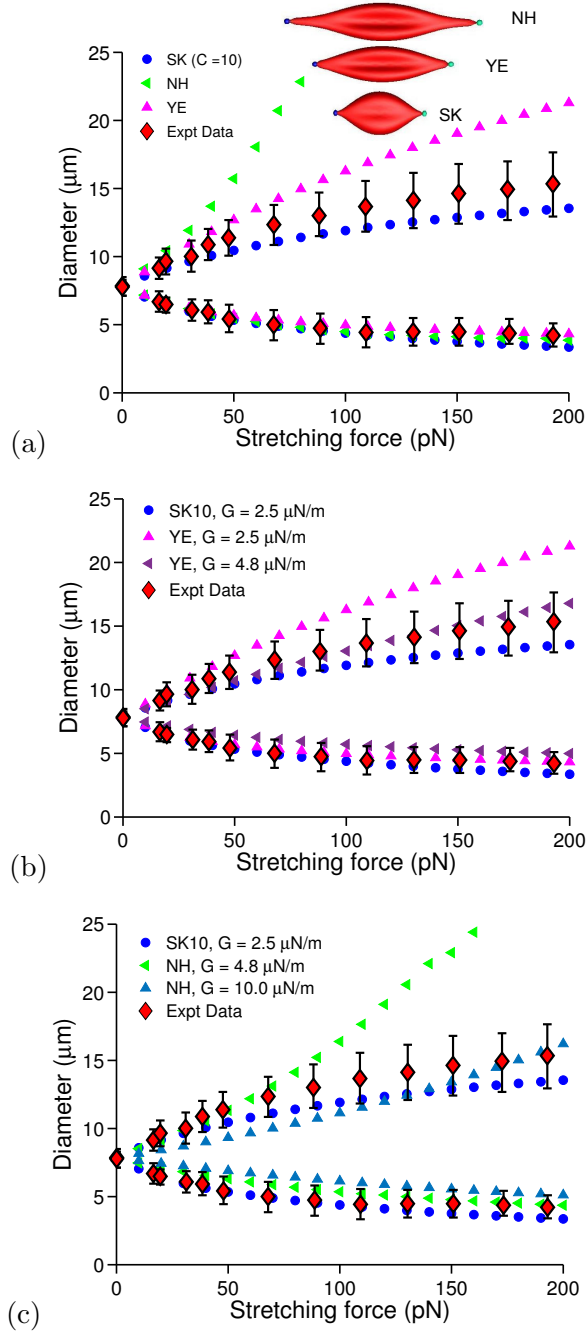 25
20
15
10
5
0
Diameter (μm)
SK (C =10)
NH
YE
Expt Data
NH
YE
SK
0
50
100
150
200
Stretching force (pN)
(a)
25
20
15
10
5
0
Diameter (μm)
SK10, G = 2.5 μN/m
YE, G = 2.5 μN/m
YE, G = 4.8 μN/m
Expt Data
0
50
100
150
200
Stretching force (pN)
(b)
25
20
15
10
5
0
Diameter (μm)
SK10, G = 2.5 μN/m
NH, G = 4.8 μN/m
NH, G = 10.0 μN/m
Expt Data
0
50
100
150
200
Stretching force (pN)
(c)